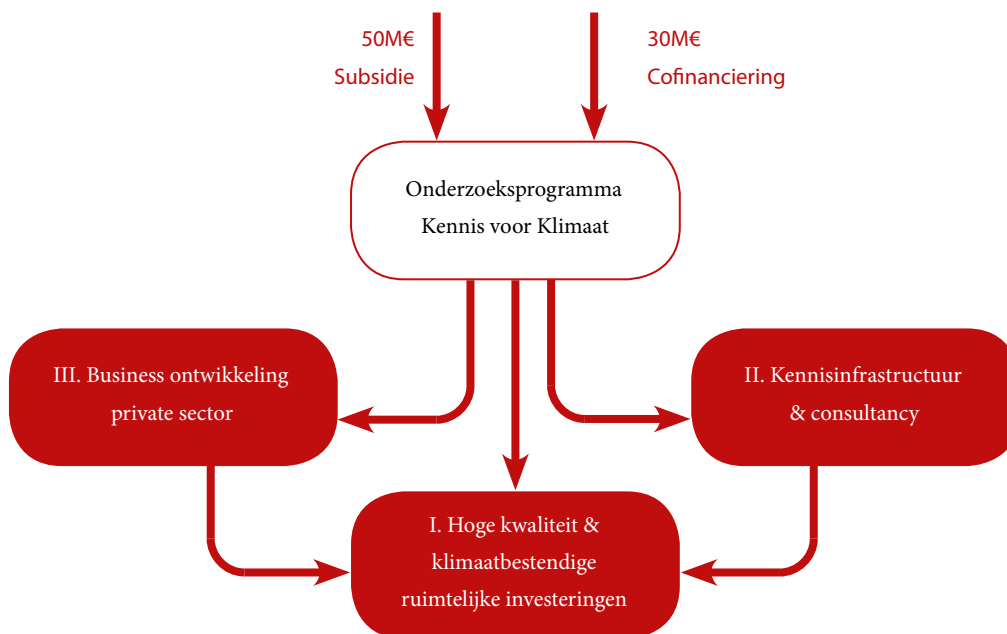 50M€
Subsidie
30M€
Cofinanciering
Onderzoeksprogramma
Kennis voor Klimaat
III. Business ontwikkeling
private sector
II. Kennisinfrastructuur
& consultancy
I. Hoge kwaliteit &
klimaatbestendige
ruimtelijke investeringen